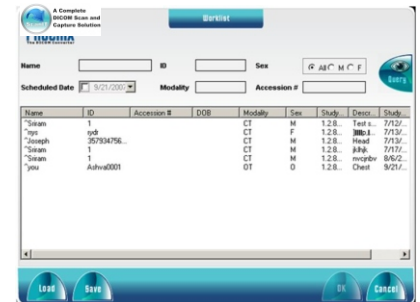 A Complete
DICOM Scan and
Capture Solution
Worklist
The DICOM Converter
Name ID Sex All M F
Query
Scheduled Date 9/21/2007 Modality Accession #
Name ID Accession # DOB Modality Sex Study... Descr... Study...
^Sriram 1 CT M 1.2.8... Test s... 7/12/...
^nys rydr CT F 1.2.8... 7/13/...
^Joseph 357934756... CT M 1.2.8... Head 7/13/...
^Sriram 1 CT M 1.2.8... jklhjk 7/17/...
^Sriram 1 CT M 1.2.8... nvcjnbv 8/6/2...
^you Ashva0001 OT O 1.2.8... Chest 9/21/...
Load Save OK Cancel